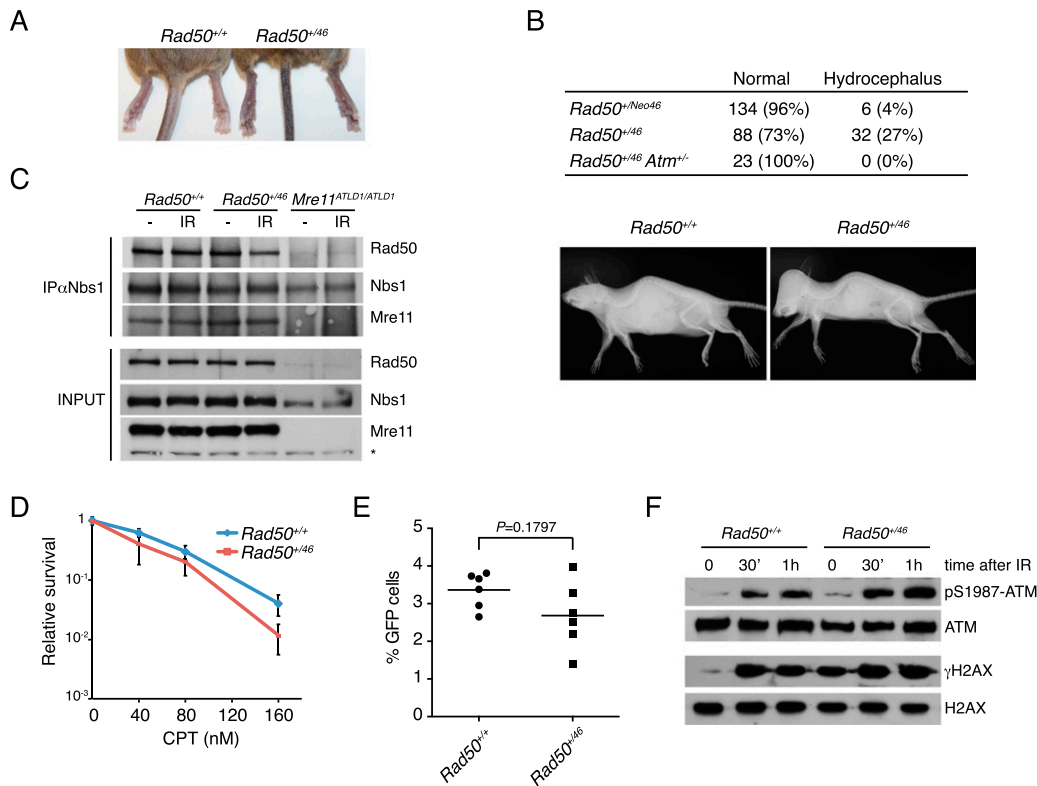 A
Rad50+/+ Rad50+/46
B
Normal Hydrocephalus
Rad50+/Neo46 134 (96%) 6 (4%)
Rad50+/46 88 (73%) 32 (27%)
Rad50+/46 Atm+/- 23 (100%) 0 (0%)
Rad50+/+ Rad50+/46
C
Rad50+/+ Rad50+/46 Mre11ATLD1/ATLD1
- IR - IR - IR
IPαNbs1
Rad50
Nbs1
Mre11
INPUT
Rad50
Nbs1
Mre11
*
D
Relative survival
1
10-1
10-2
10-3
0 40 80 120 160
CPT (nM)
Rad50+/+
Rad50+/46
E
P=0.1797
% GFP cells
5
4
3
2
1
0
Rad50+/+ Rad50+/46
F
Rad50+/+ Rad50+/46
0 30’ 1h 0 30’ 1h time after IR
pS1987-ATM
ATM
γH2AX
H2AX